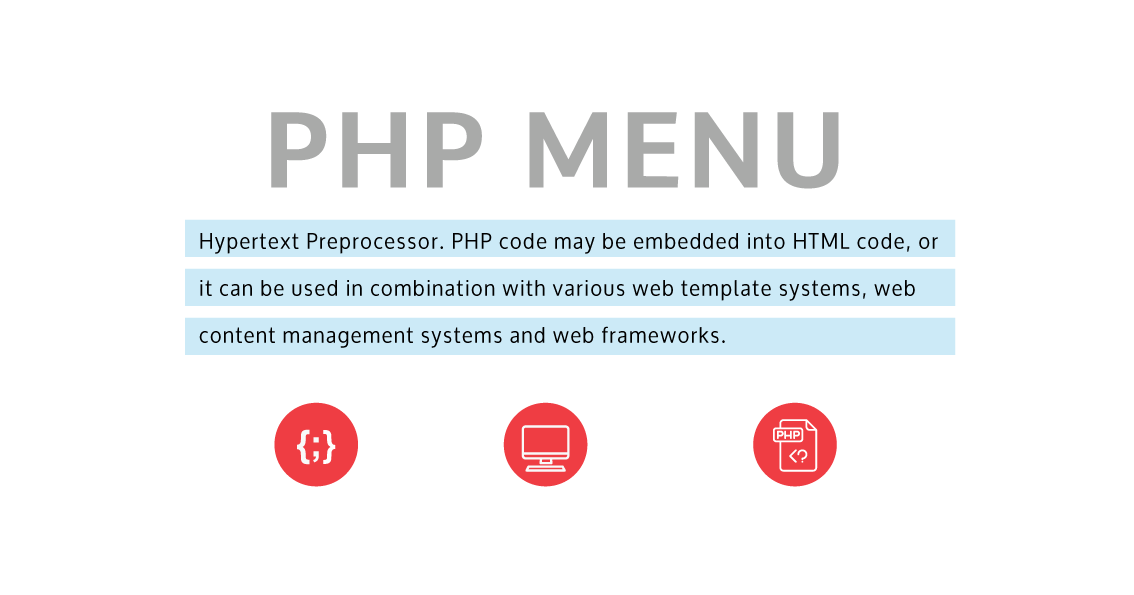 PHP MENU
Hypertext Preprocessor. PHP code may be embedded into HTML code, or
it can be used in combination with various web template systems, web
content management systems and web frameworks.
{;}
PHP
<?